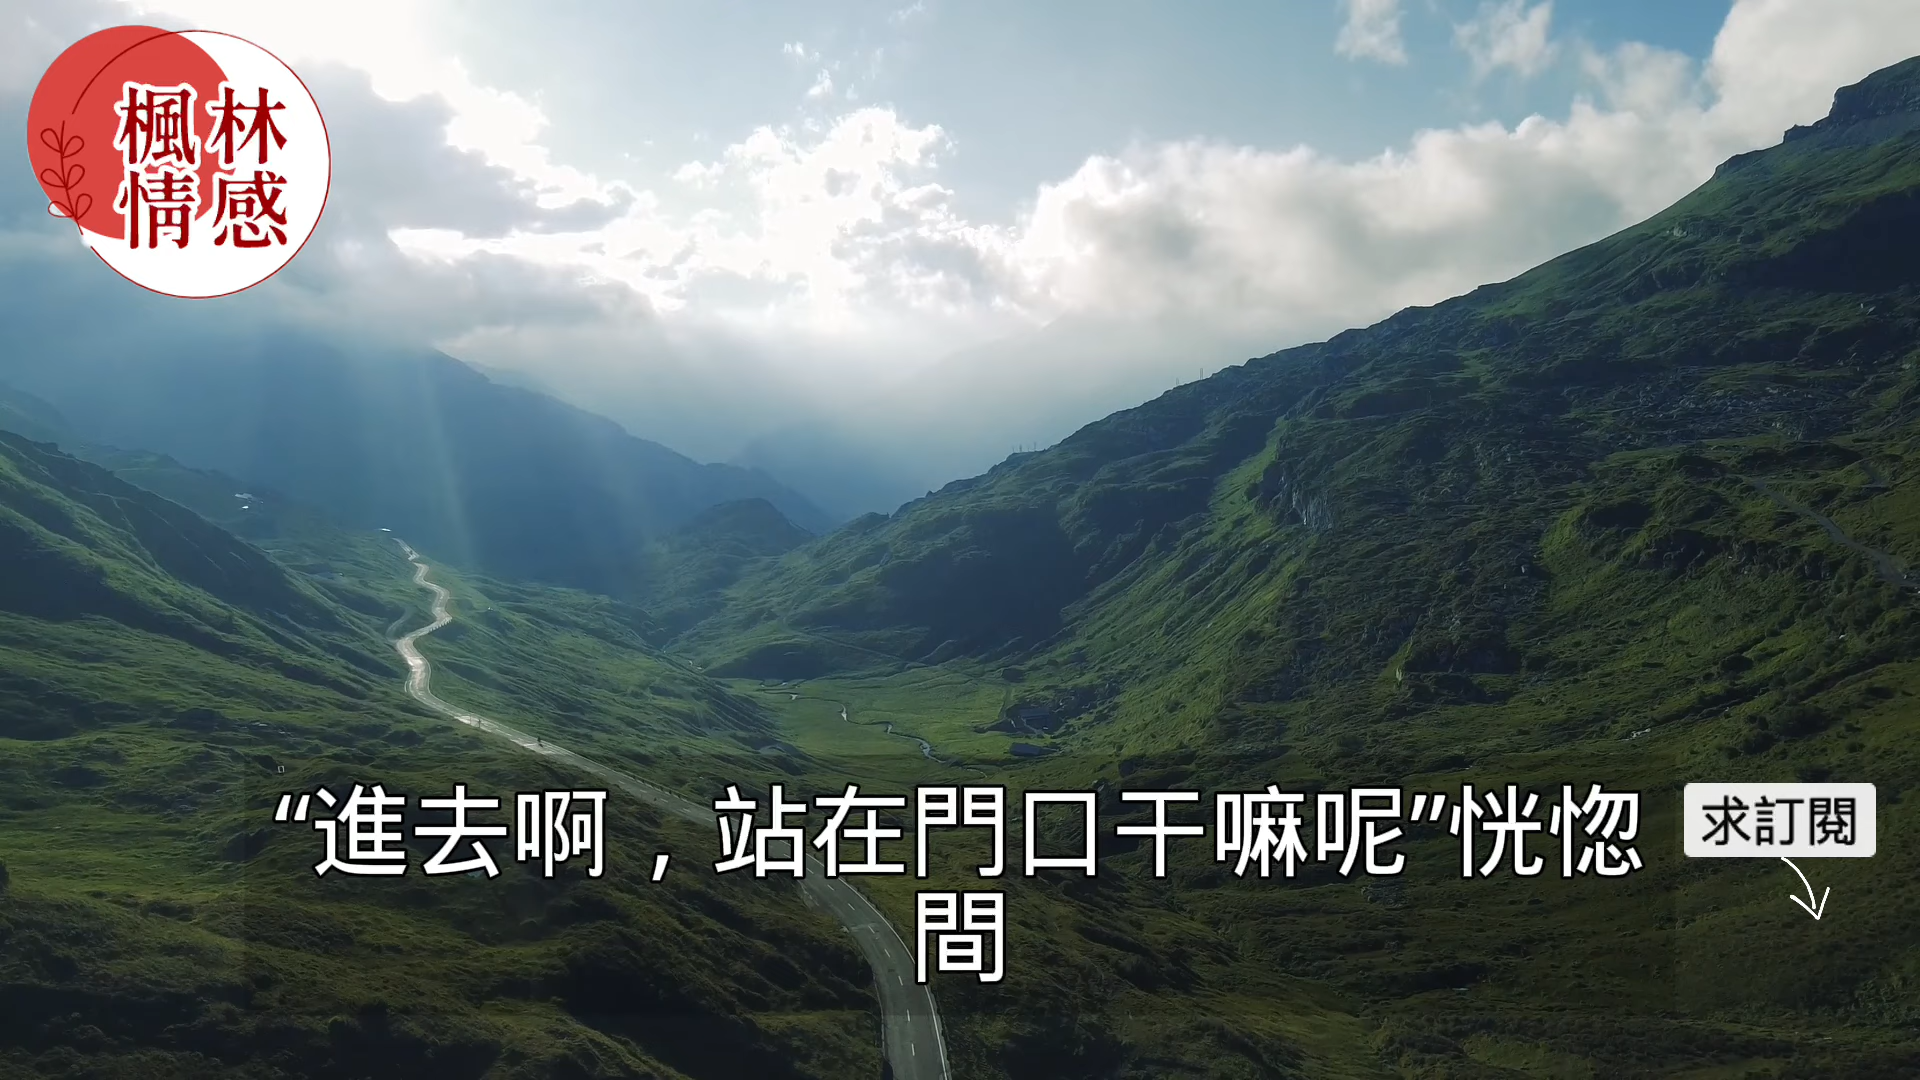 楓林
情感
“進去啊，站在門口干嘛呢”恍惚
間
求訂閱